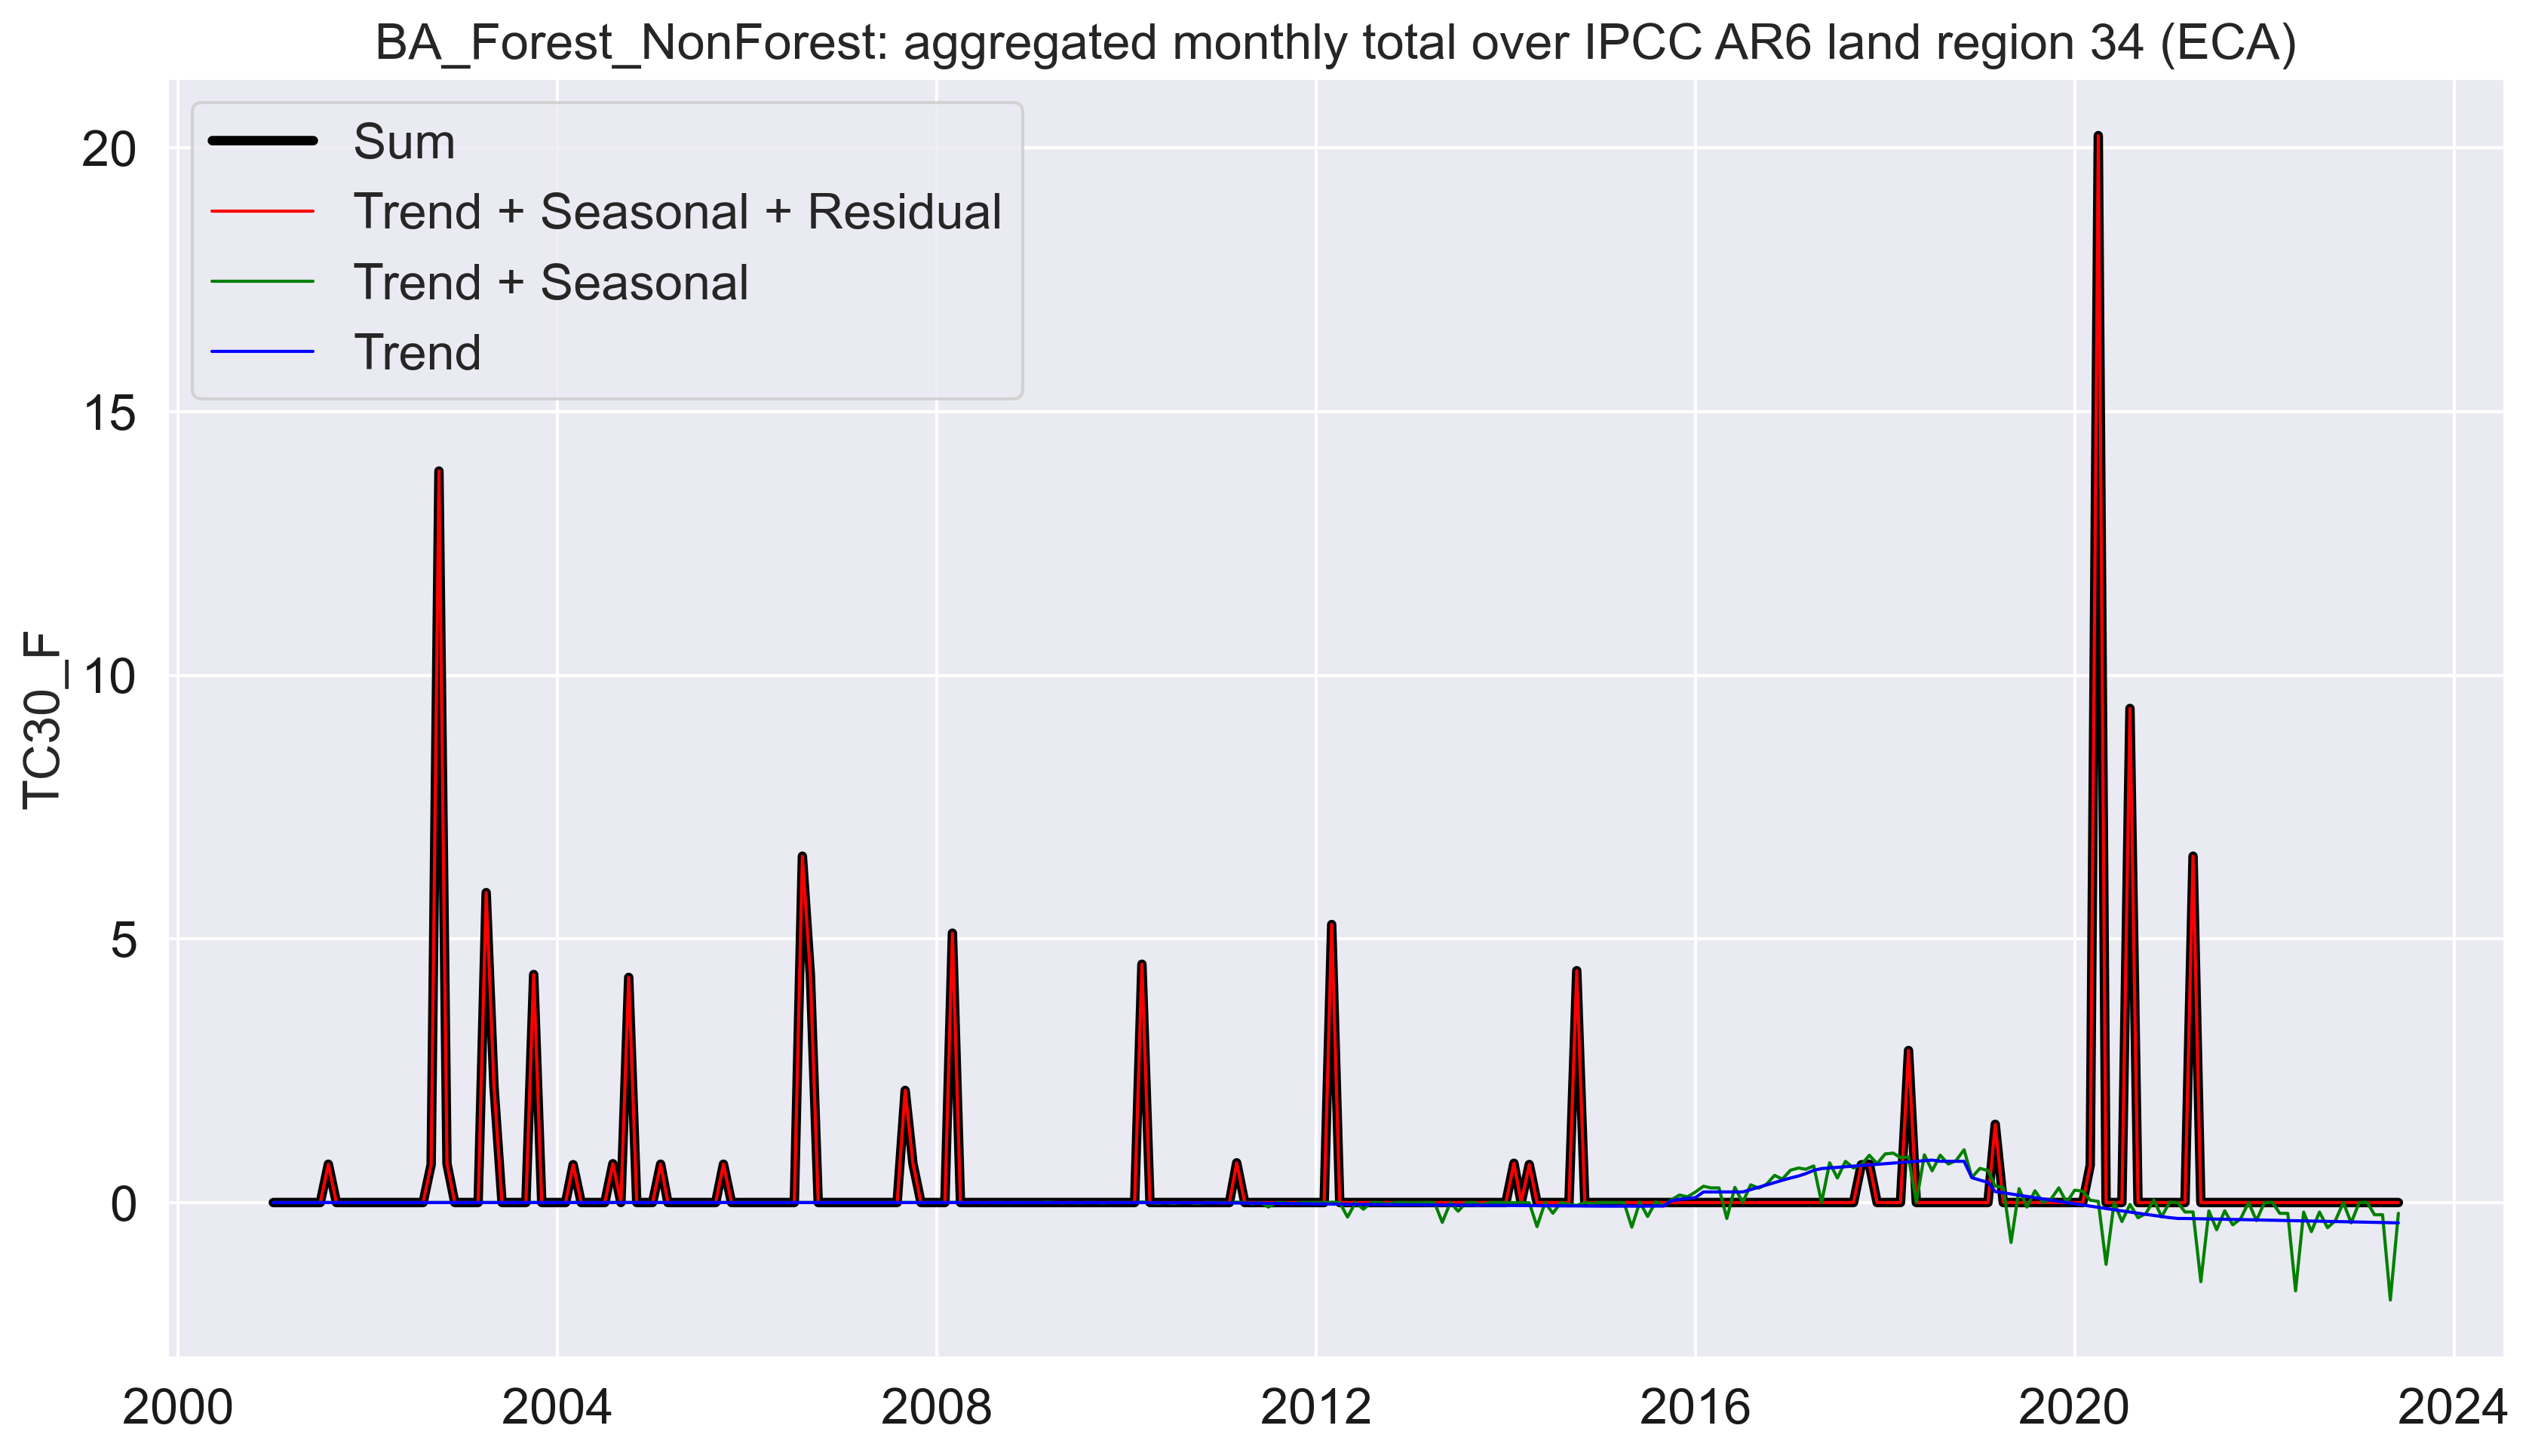 BA_Forest_NonForest: aggregated monthly total over IPCC AR6 land region 34 (ECA)
Sum
Trend + Seasonal + Residual
Trend + Seasonal
Trend
20
15
10
5
0
TC30_F
2000 2004 2008 2012 2016 2020 2024